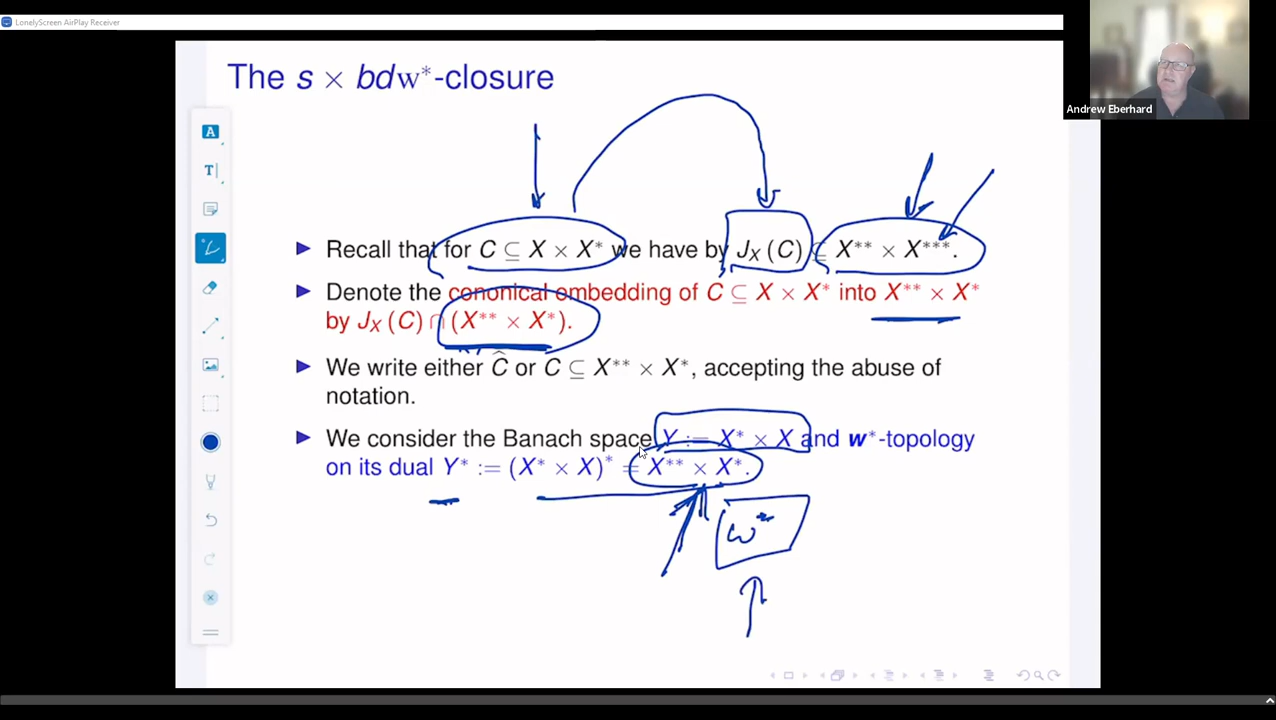 LonelyScreen AirPlay Receiver
Andrew Eberhard
The s × bdw*-closure
Recall that for C ⊆ X × X* we have by J_X (C) ⊆ X** × X***.
Denote the cononical embedding of C ⊆ X × X* into X** × X*
by J_X (C) ∩ (X** × X*).
We write either Ĉ or C ⊆ X** × X*, accepting the abuse of
notation.
We consider the Banach space Y := X* × X and w*-topology
on its dual Y* := (X* × X)* = X** × X*.
w*